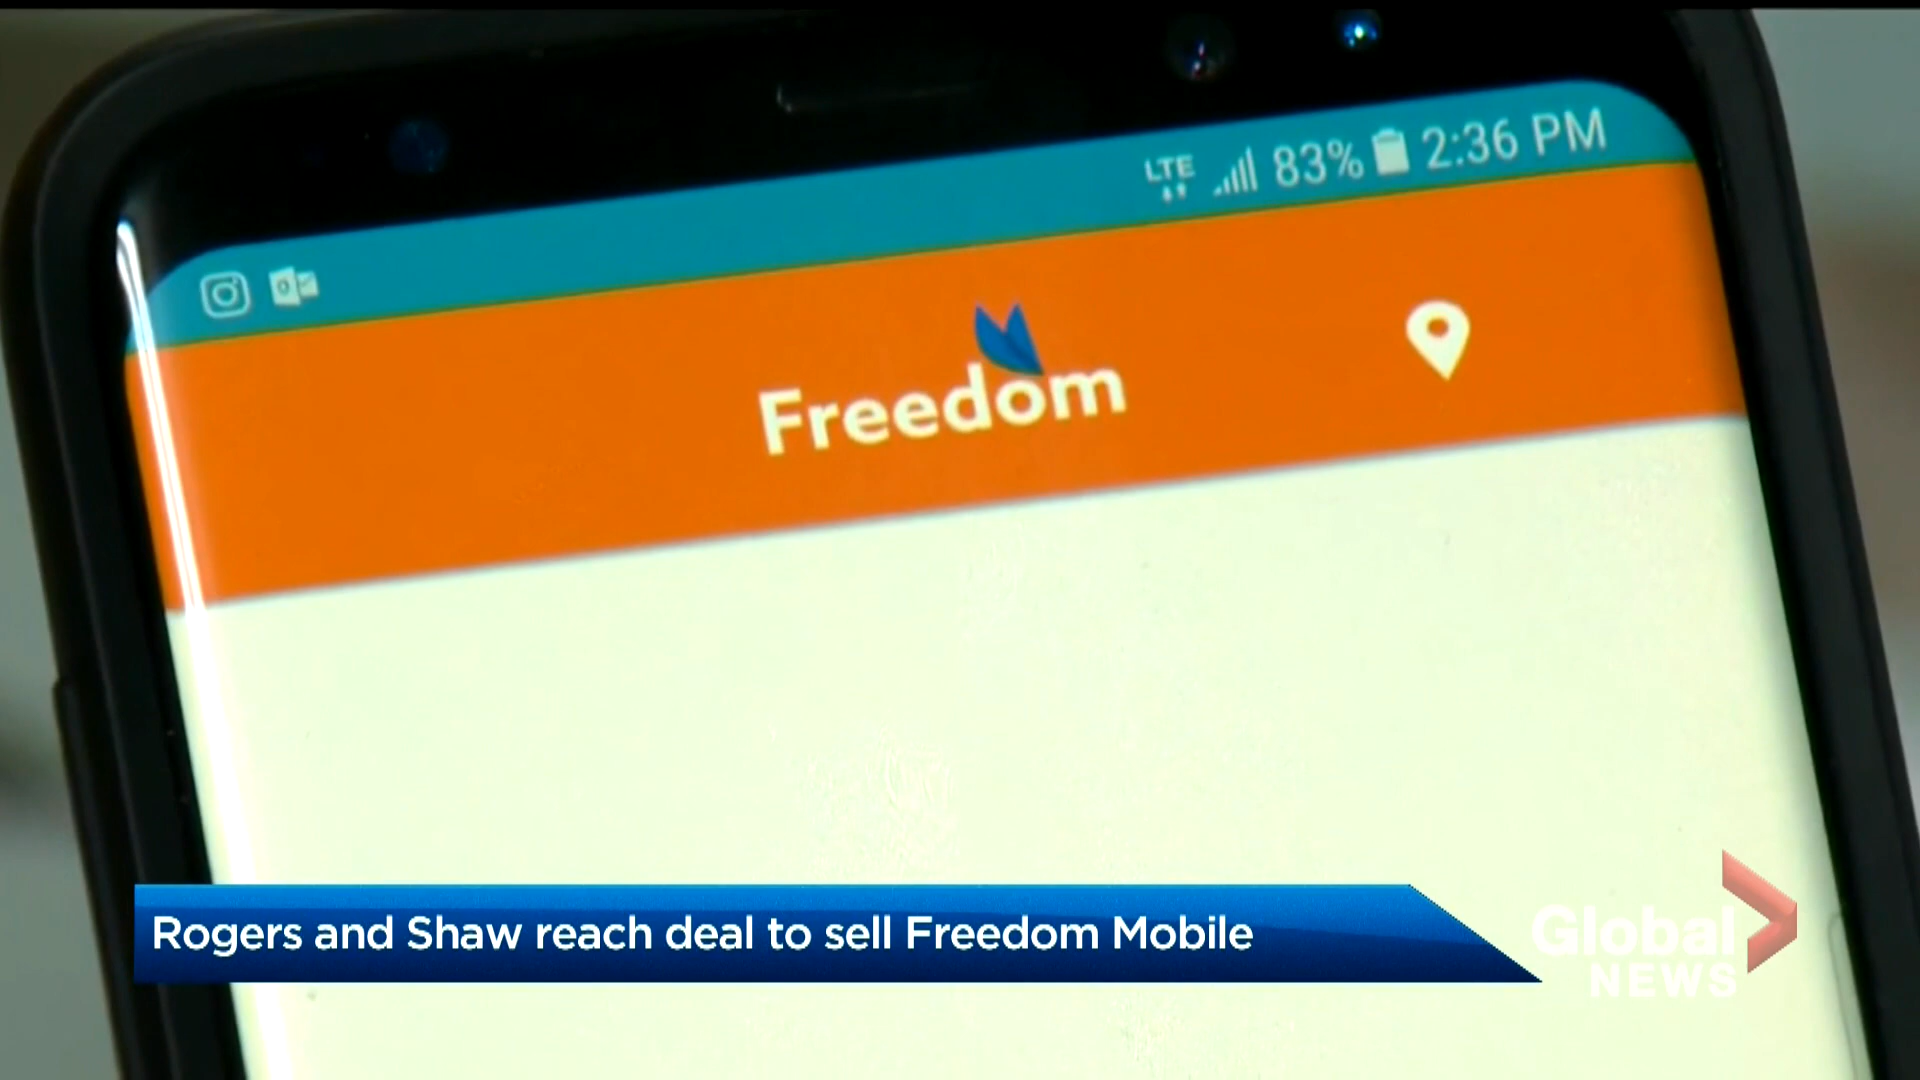 LTE 83% 2:36 PM
Freedom
Rogers and Shaw reach deal to sell Freedom Mobile
Global
NEWS